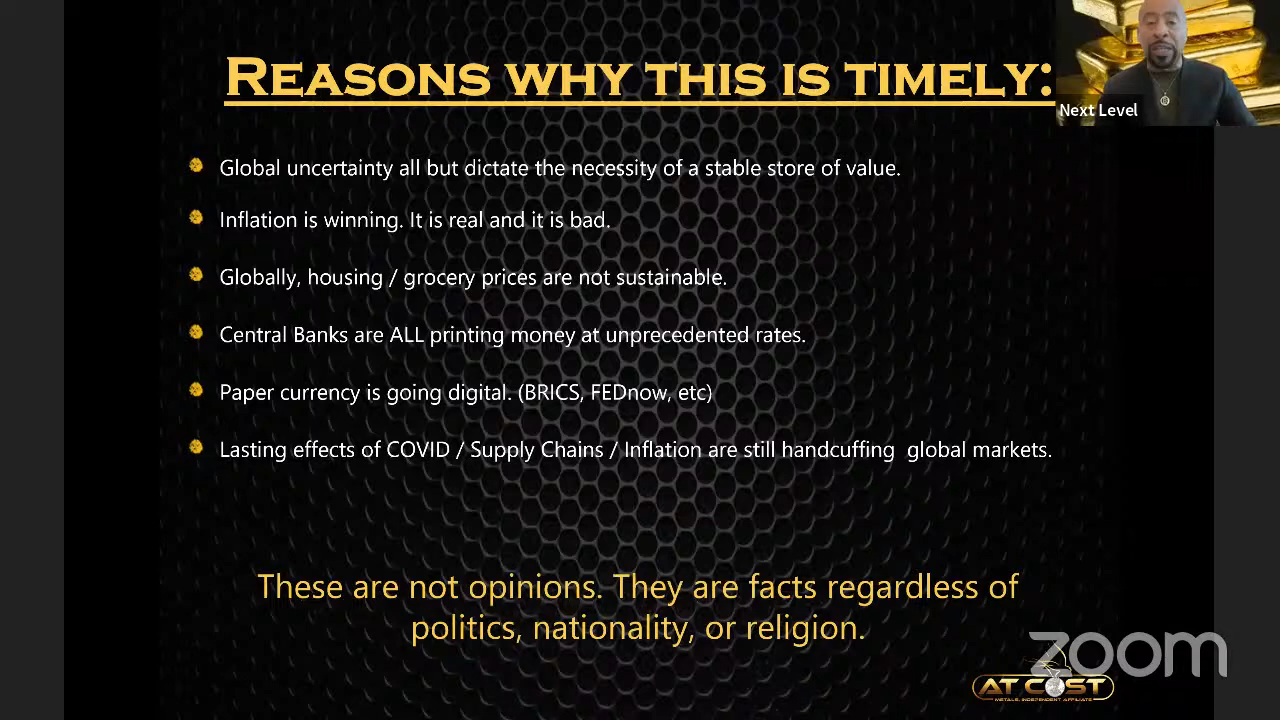 REASONS WHY THIS IS TIMELY:
Next Level
Global uncertainty all but dictate the necessity of a stable store of value.
Inflation is winning. It is real and it is bad.
Globally, housing / grocery prices are not sustainable.
Central Banks are ALL printing money at unprecedented rates.
Paper currency is going digital. (BRICS, FEDnow, etc)
Lasting effects of COVID / Supply Chains / Inflation are still handcuffing  global markets.
These are not opinions. They are facts regardless of
politics, nationality, or religion.
zoom
AT COST
METALS, INDEPENDENT AFFILIATE